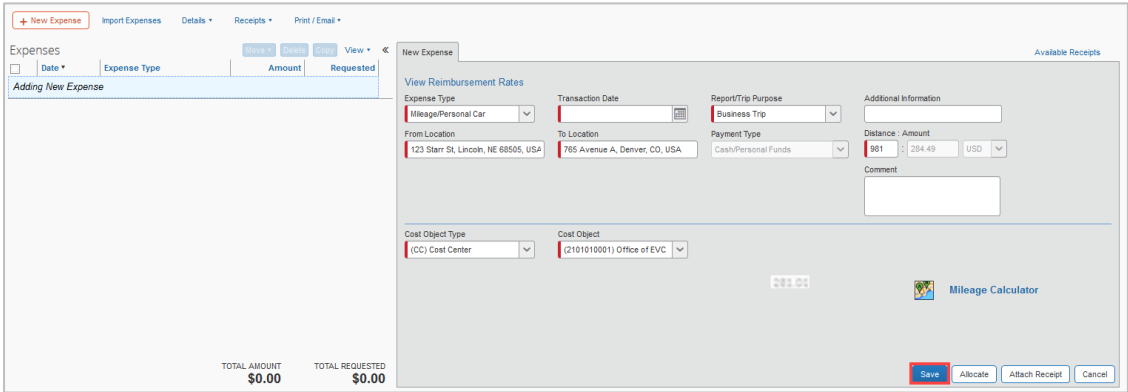 + New Expense Import Expenses Details ▾ Receipts ▾ Print / Email ▾
Expenses Move ▾ Delete Copy View ▾ «
Date ▾ Expense Type Amount Requested
Adding New Expense
TOTAL AMOUNT TOTAL REQUESTED
$0.00 $0.00
New Expense Available Receipts
View Reimbursement Rates
Expense Type Transaction Date Report/Trip Purpose Additional Information
Mileage/Personal Car Business Trip
From Location To Location Payment Type Distance : Amount
123 Starr St, Lincoln, NE 68505, USA 765 Avenue A, Denver, CO, USA Cash/Personal Funds 981 : 284.49 USD
Comment
Cost Object Type Cost Object
(CC) Cost Center (2101010001) Office of EVC
Mileage Calculator
Save Allocate Attach Receipt Cancel